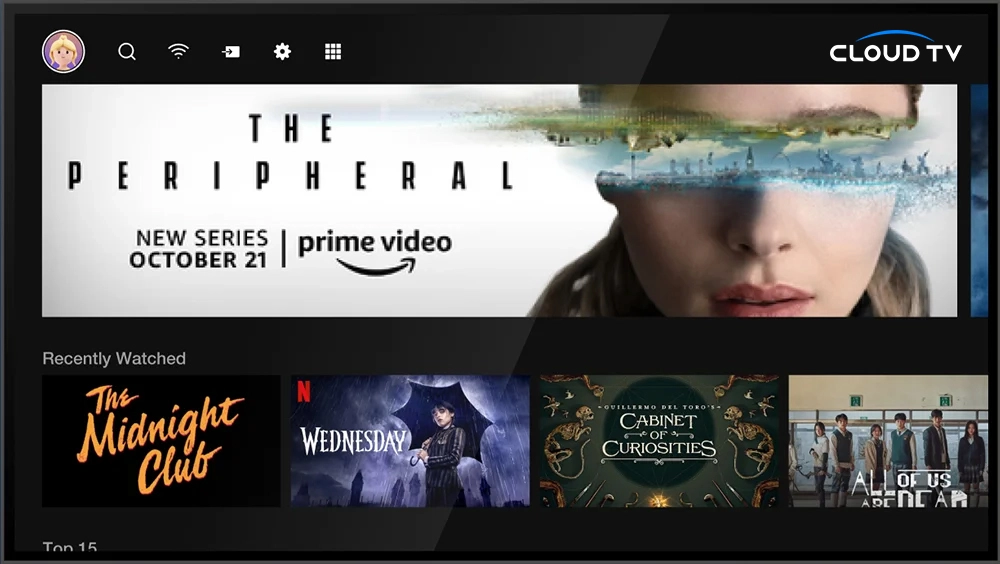 CLOUD TV
THE
PERIPHERAL
NEW SERIES
OCTOBER 21
prime video
Recently Watched
The
Midnight
Club
N
WEDNESDAY
GUILLERMO DEL TORO'S
CABINET
OF
CURIOSITIES
ALL OF US
ARE DEAD
Top 15